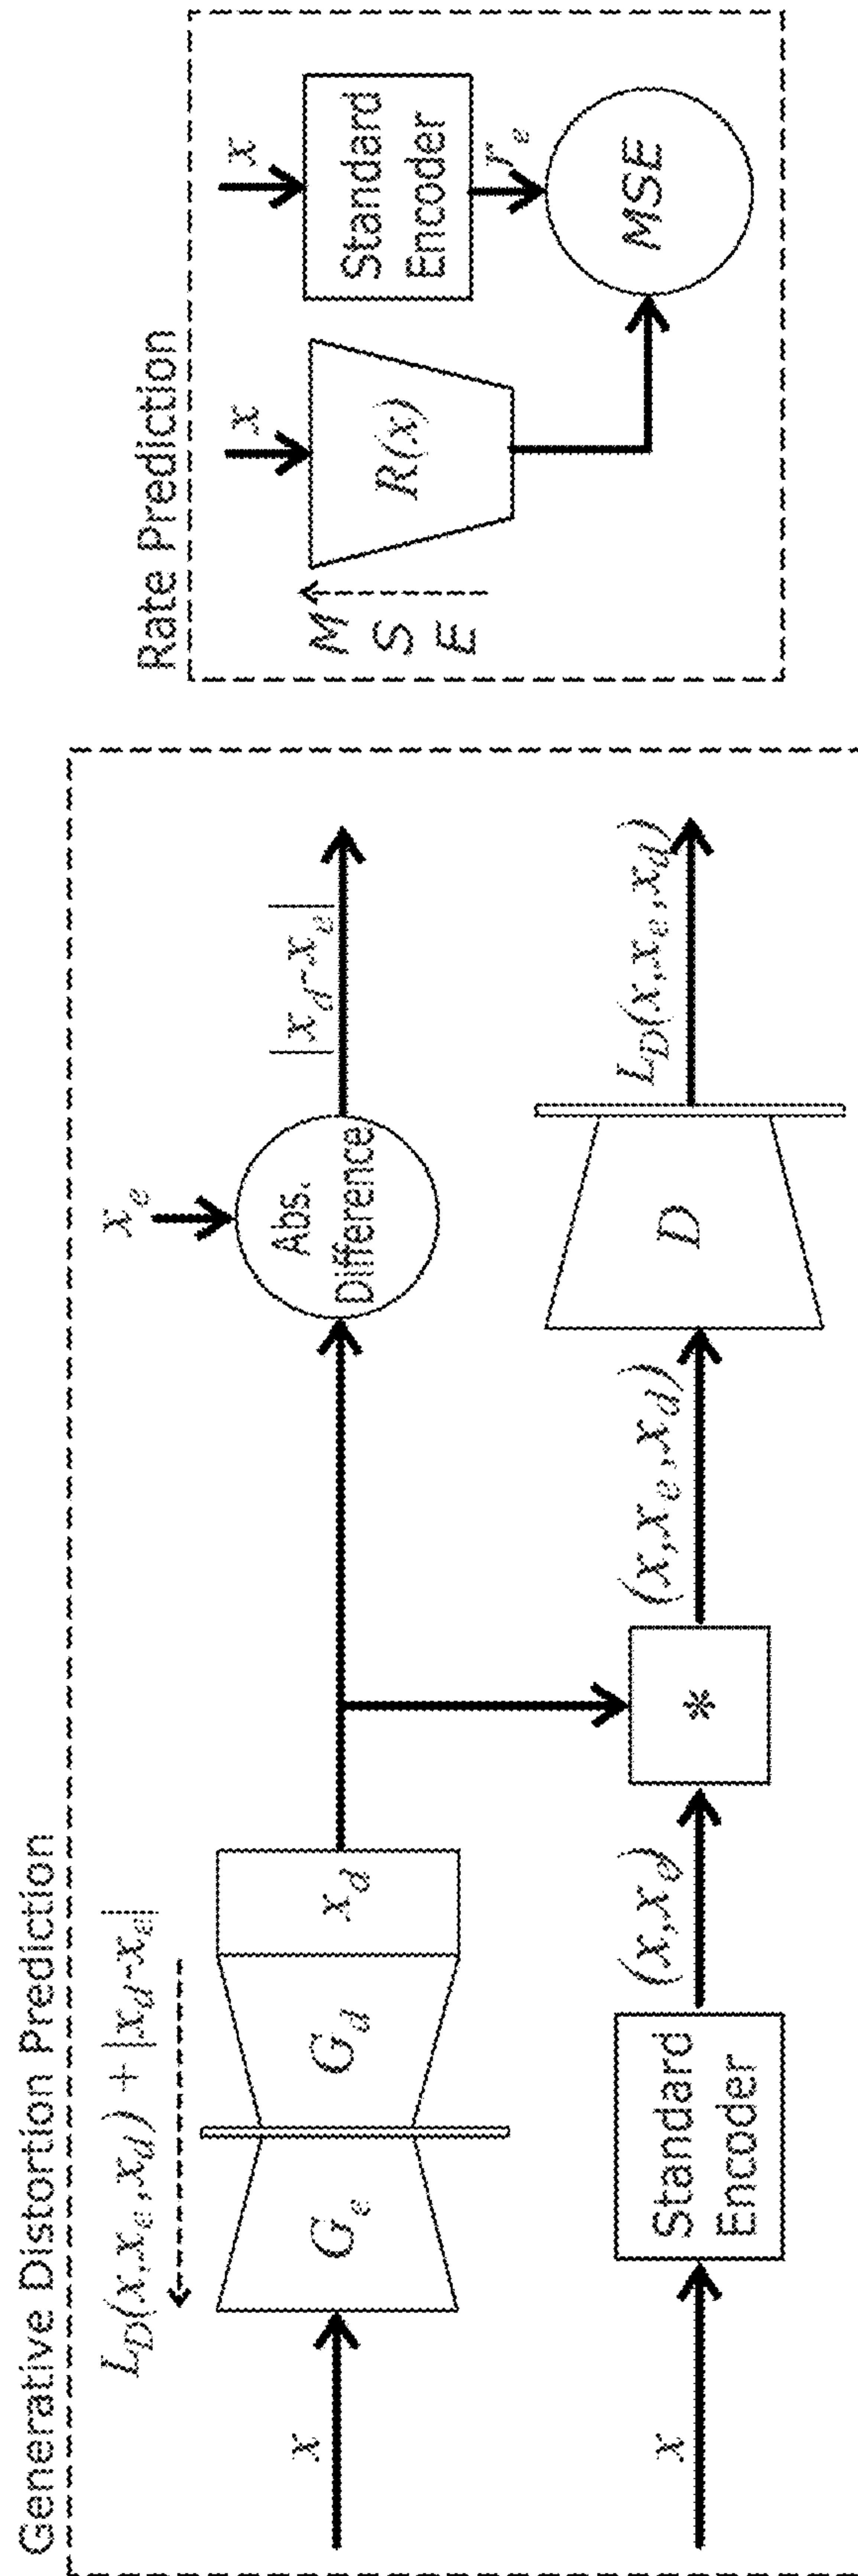 Generative Distortion Prediction
L_D(x,x_e,x_d) + |x_d-x_e|
x
G_e
G_d
x_d
x_e
Abs.
Difference
|x_d-x_e|
x
Standard
Encoder
(x,x_e)
*
(x,x_e,x_d)
D
L_D(x,x_e,x_d)
Rate Prediction
M
S
E
x
R(x)
x
Standard
Encoder
r_e
MSE